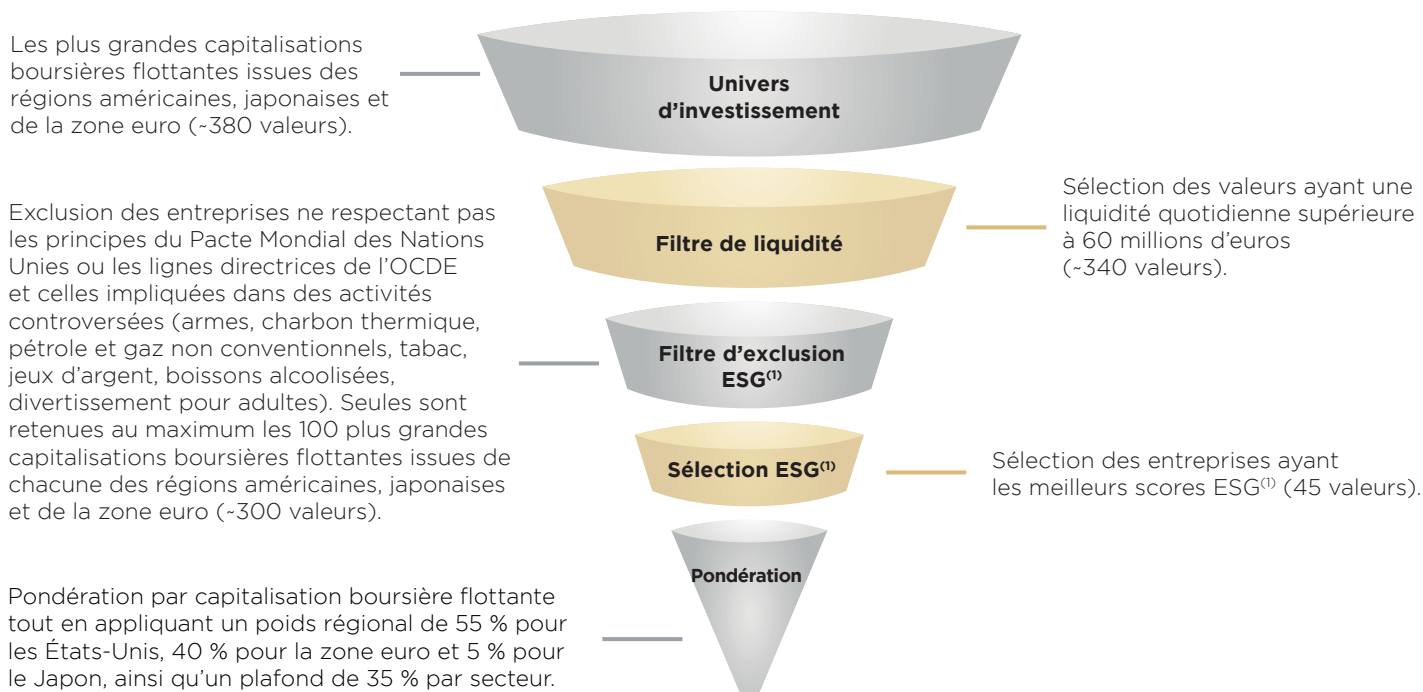 Les plus grandes capitalisations
boursières flottantes issues des
régions américaines, japonaises et
de la zone euro (~380 valeurs).
Univers
d’investissement
Filtre de liquidité
Sélection des valeurs ayant une
liquidité quotidienne supérieure
à 60 millions d’euros
(~340 valeurs).
Exclusion des entreprises ne respectant pas
les principes du Pacte Mondial des Nations
Unies ou les lignes directrices de l’OCDE
et celles impliquées dans des activités
controversées (armes, charbon thermique,
pétrole et gaz non conventionnels, tabac,
jeux d’argent, boissons alcoolisées,
divertissement pour adultes). Seules sont
retenues au maximum les 100 plus grandes
capitalisations boursières flottantes issues de
chacune des régions américaines, japonaises
et de la zone euro (~300 valeurs).
Filtre d’exclusion
ESG(1)
Sélection ESG(1)
Sélection des entreprises ayant
les meilleurs scores ESG(1) (45 valeurs).
Pondération
Pondération par capitalisation boursière flottante
tout en appliquant un poids régional de 55 % pour
les États-Unis, 40 % pour la zone euro et 5 % pour
le Japon, ainsi qu’un plafond de 35 % par secteur.